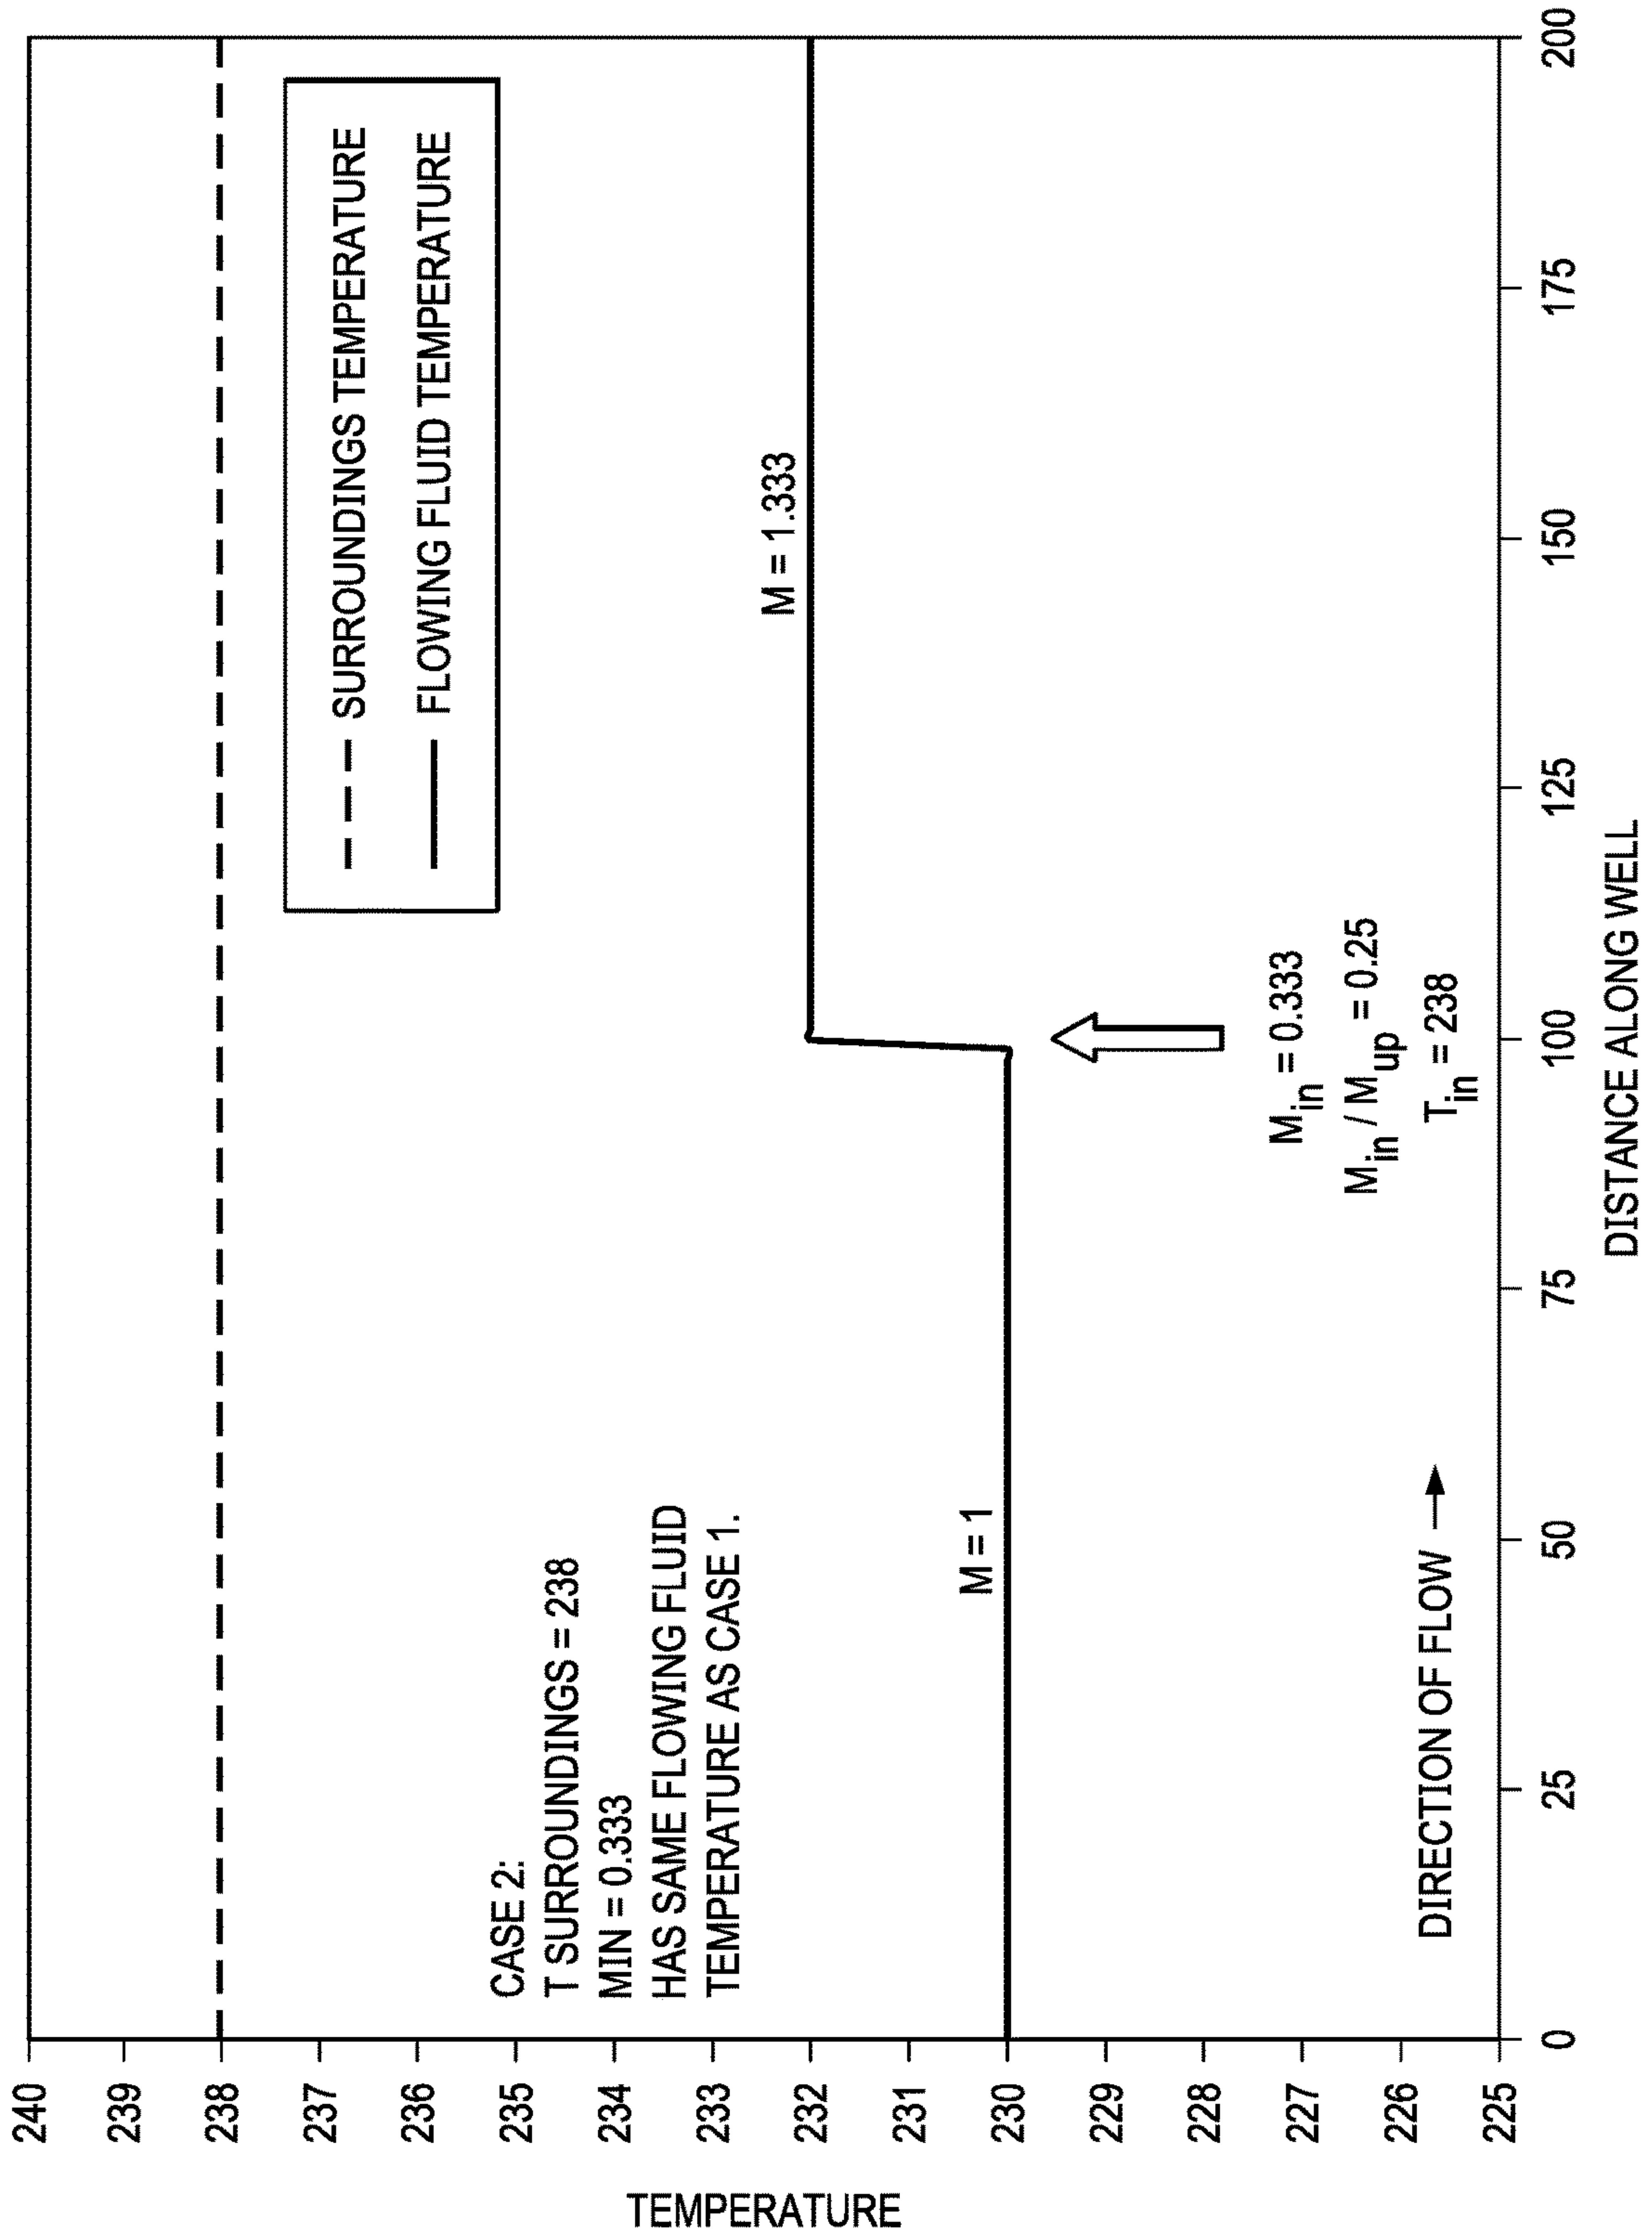 240
239
238
237
236
235
234
233
232
231
230
229
228
227
226
225
TEMPERATURE
SURROUNDINGS TEMPERATURE
FLOWING FLUID TEMPERATURE
CASE 2:
T SURROUNDINGS = 238
MIN = 0.333
HAS SAME FLOWING FLUID
TEMPERATURE AS CASE 1.
M = 1.333
M = 1
M_in = 0.333
M_in / M_up = 0.25
T_in = 238
DIRECTION OF FLOW
0 25 50 75 100 125 150 175 200
DISTANCE ALONG WELL